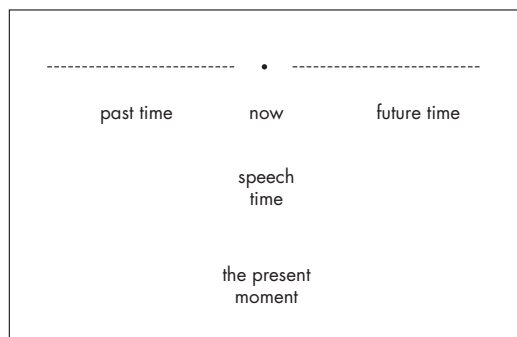 past time now future time
speech
time
the present
moment